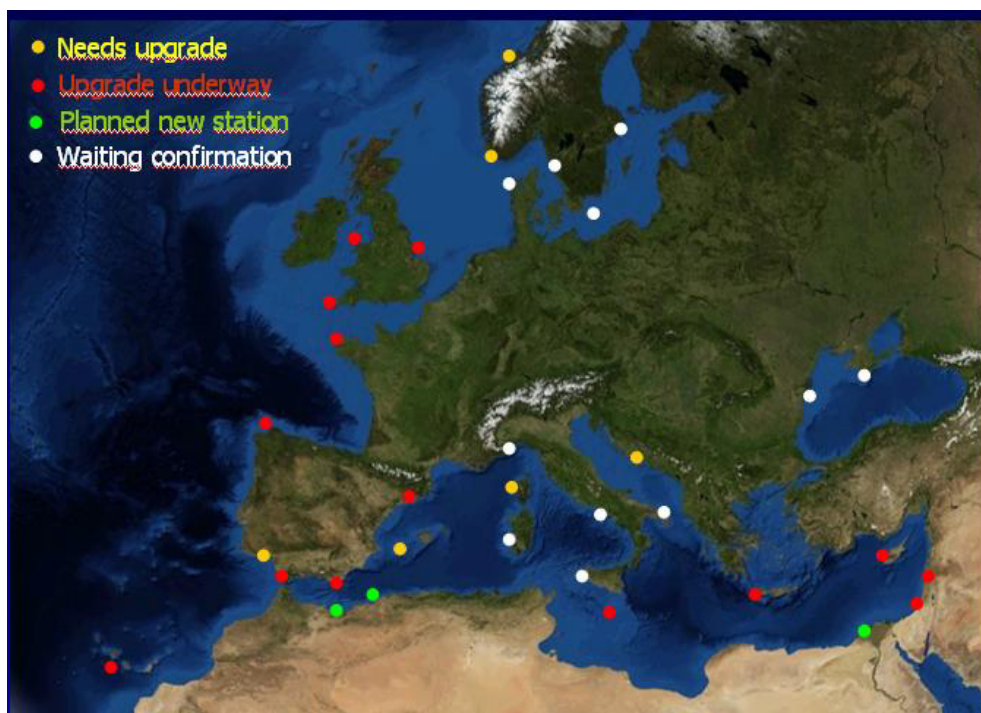 Needs upgrade
Upgrade underway
Planned new station
Waiting confirmation